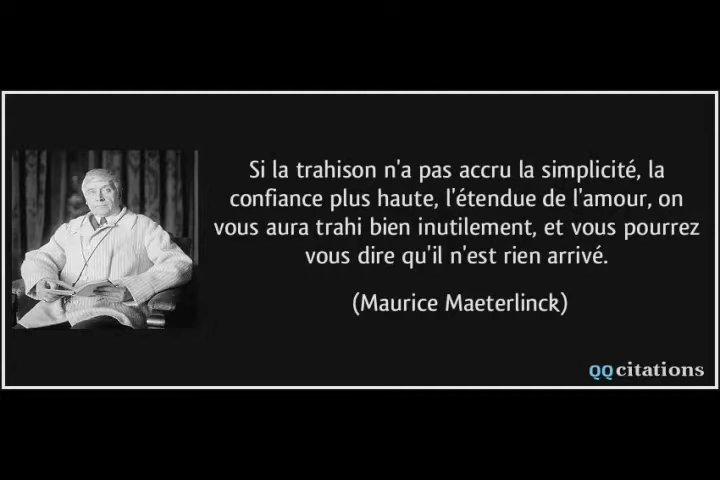 Si la trahison n'a pas accru la simplicité, la
confiance plus haute, l'étendue de l'amour, on
vous aura trahi bien inutilement, et vous pourrez
vous dire qu'il n'est rien arrivé.
(Maurice Maeterlinck)
QQcitations